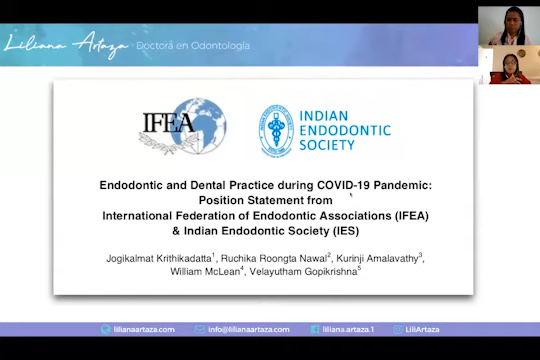 Liliana Artaza Doctora en Odontología
IFEA
INDIAN
ENDODONTIC
SOCIETY
Endodontic and Dental Practice during COVID-19 Pandemic:
Position Statement from
International Federation of Endodontic Associations (IFEA)
& Indian Endodontic Society (IES)
Jogikalmat Krithikadatta1, Ruchika Roongta Nawal2, Kurinji Amalavathy3,
William McLean4, Velayutham Gopikrishna5
lilianaartaza.com info@lilianaartaza.com liliana.artaza.1 LiliArtaza